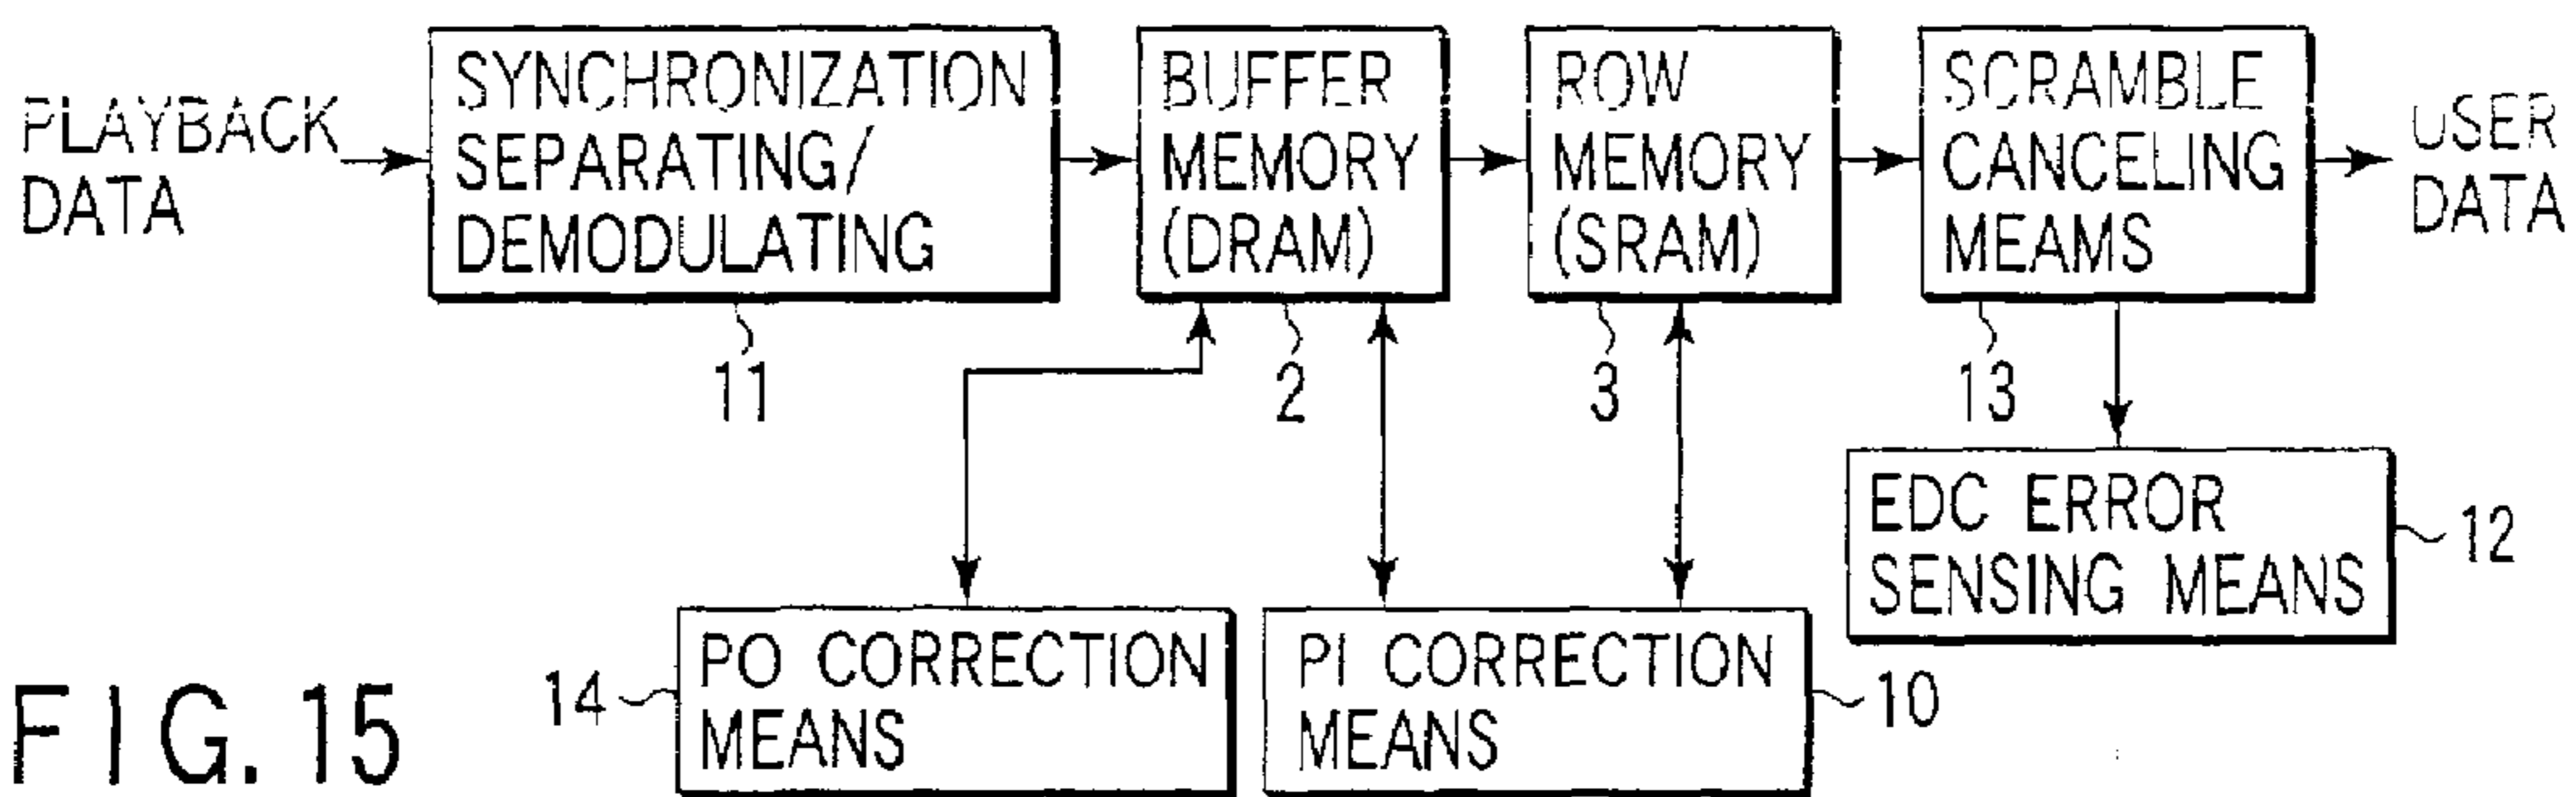 PLAYBACK
DATA
SYNCHRONIZATION
SEPARATING/
DEMODULATING
BUFFER
MEMORY
(DRAM)
ROW
MEMORY
(SRAM)
SCRAMBLE
CANCELING
MEAMS
USER
DATA
11
2
3
13
EDC ERROR
SENSING MEANS
12
14
PO CORRECTION
MEANS
PI CORRECTION
MEANS
10
FIG. 15